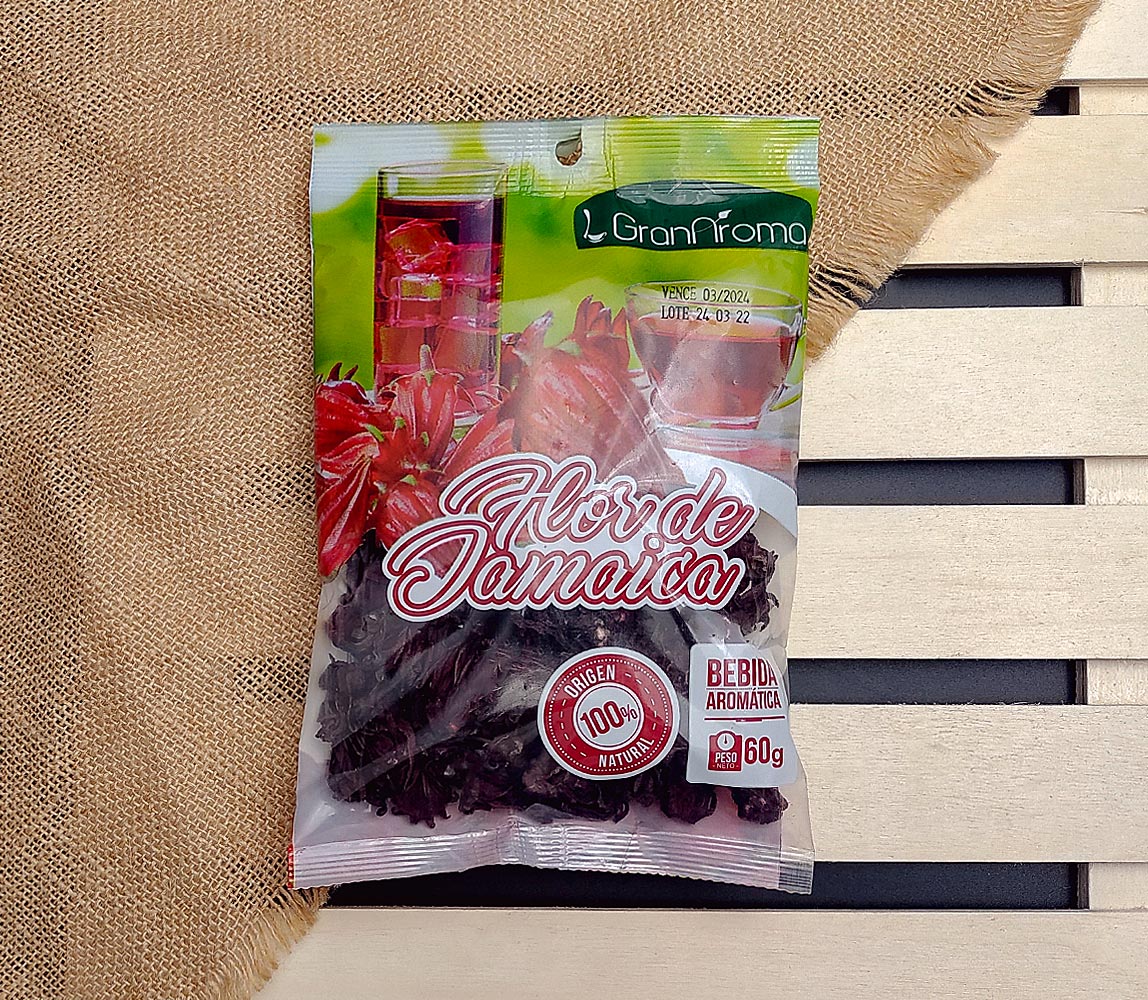 GranAroma
VENCE 03/2024
LOTE 24 03 22
Flor de
Jamaica
ORIGEN
100%
NATURAL
BEBIDA
AROMÁTICA
PESO
NETO
60g